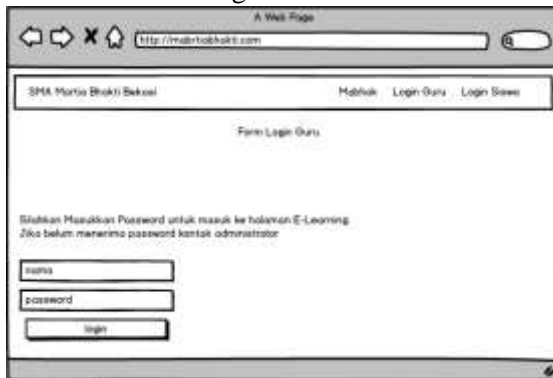 A Web Page
http://mabrtiabhakti.com
SMA Martia Bhakti Bekasi Mabhak Login Guru Login Siswa
Form Login Guru
Silahkan Masukkan Password untuk masuk ke halaman E-Learning
Jika belum menerima password kontak administrator
nama
password
login